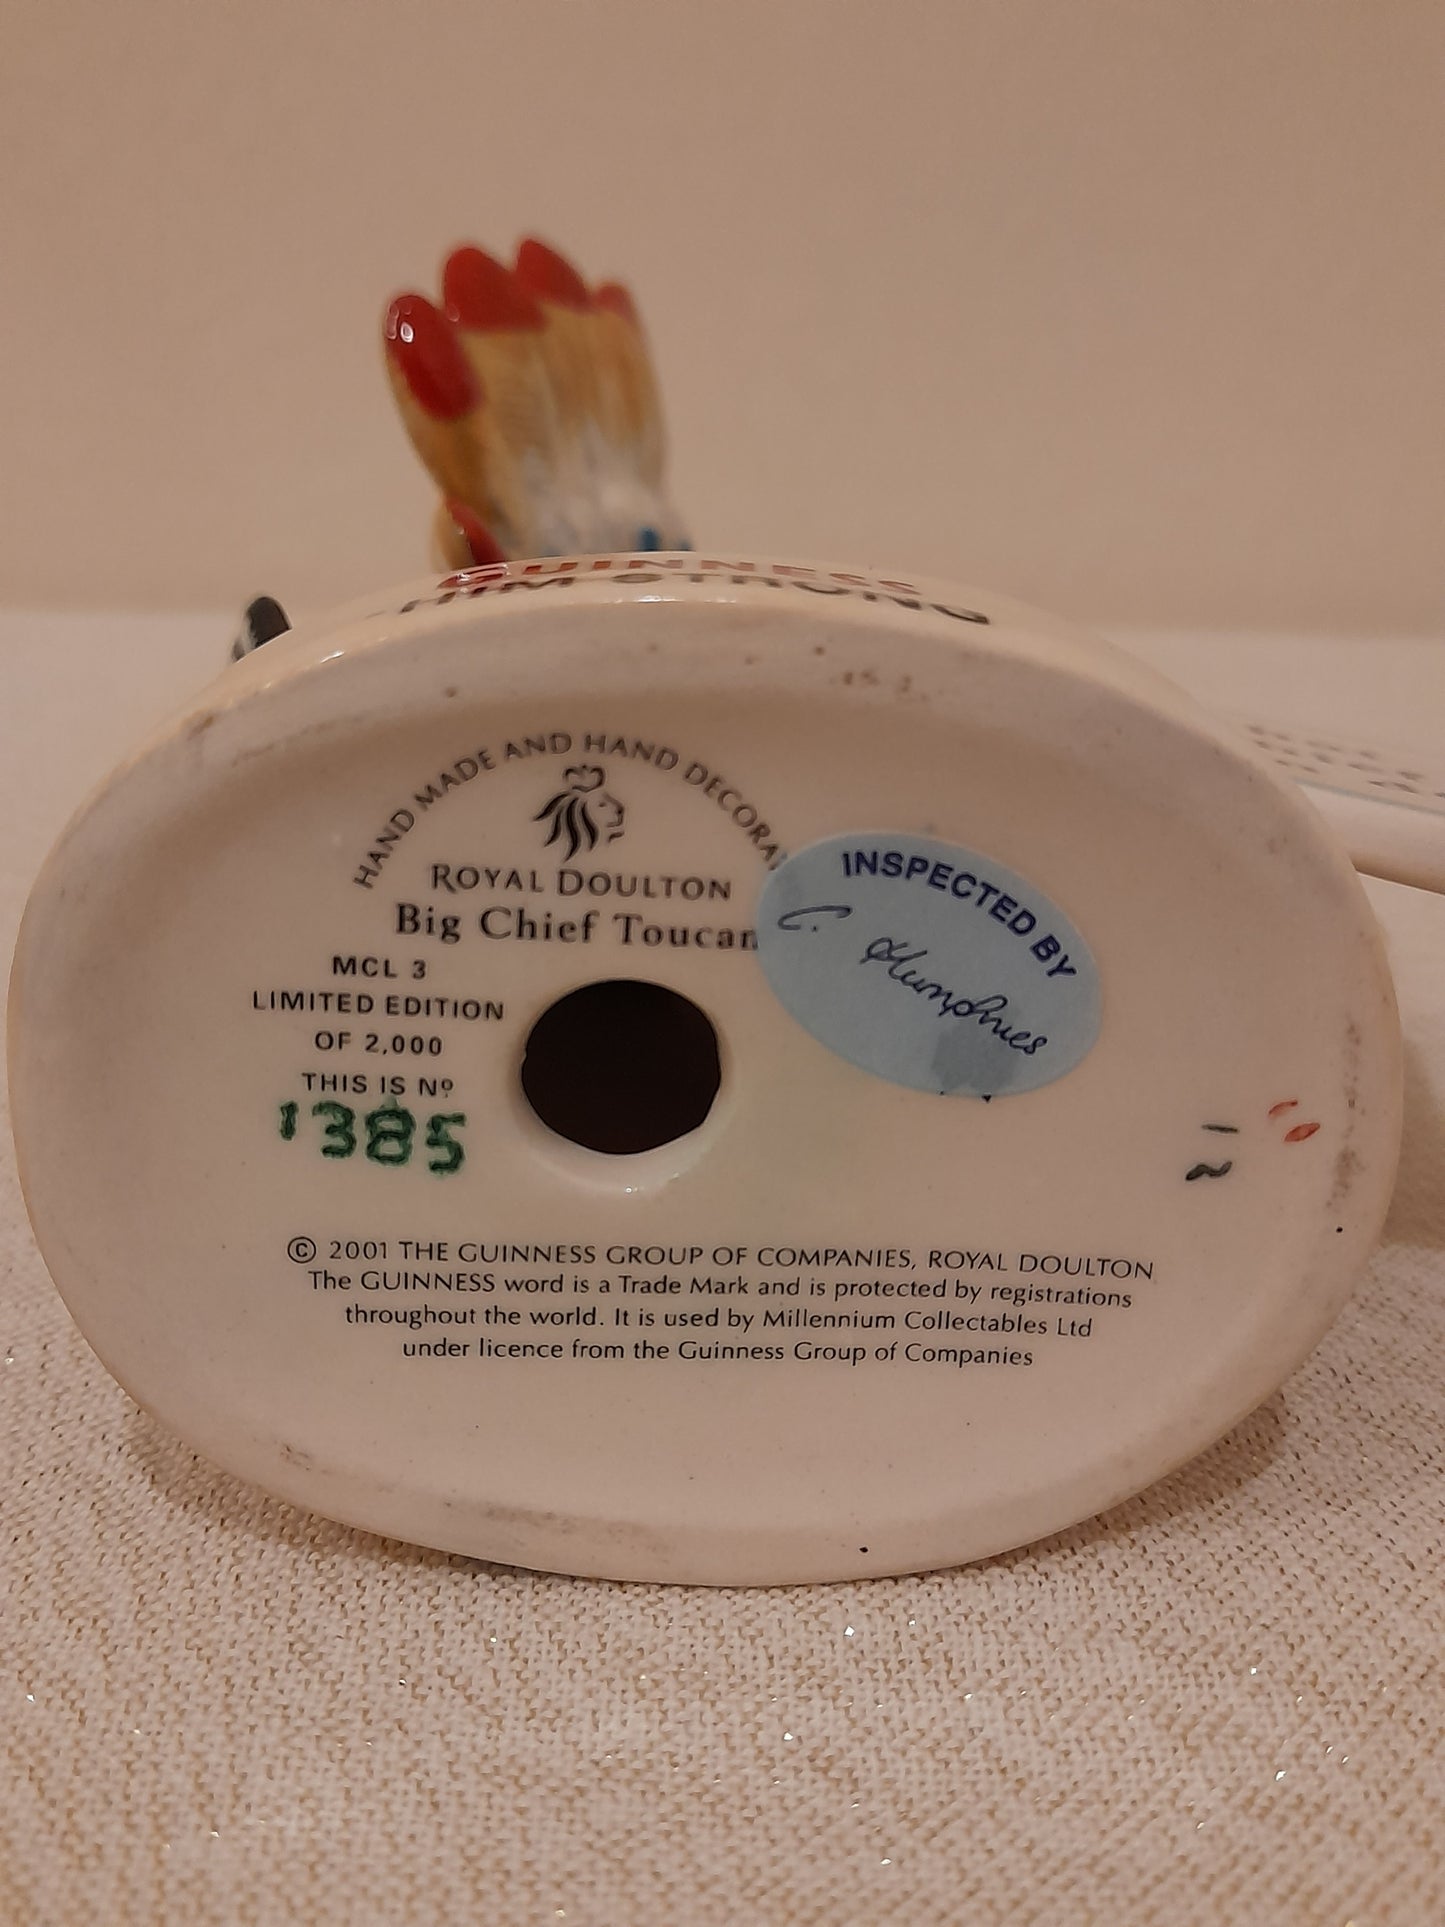 GUINNESS
HIM STRONG
HAND MADE AND HAND DECORA
ROYAL DOULTON
Big Chief Toucan
INSPECTED BY
C. Humphries
MCL 3
LIMITED EDITION
OF 2,000
THIS IS Nº
1385
© 2001 THE GUINNESS GROUP OF COMPANIES, ROYAL DOULTON
The GUINNESS word is a Trade Mark and is protected by registrations
throughout the world. It is used by Millennium Collectables Ltd
under licence from the Guinness Group of Companies